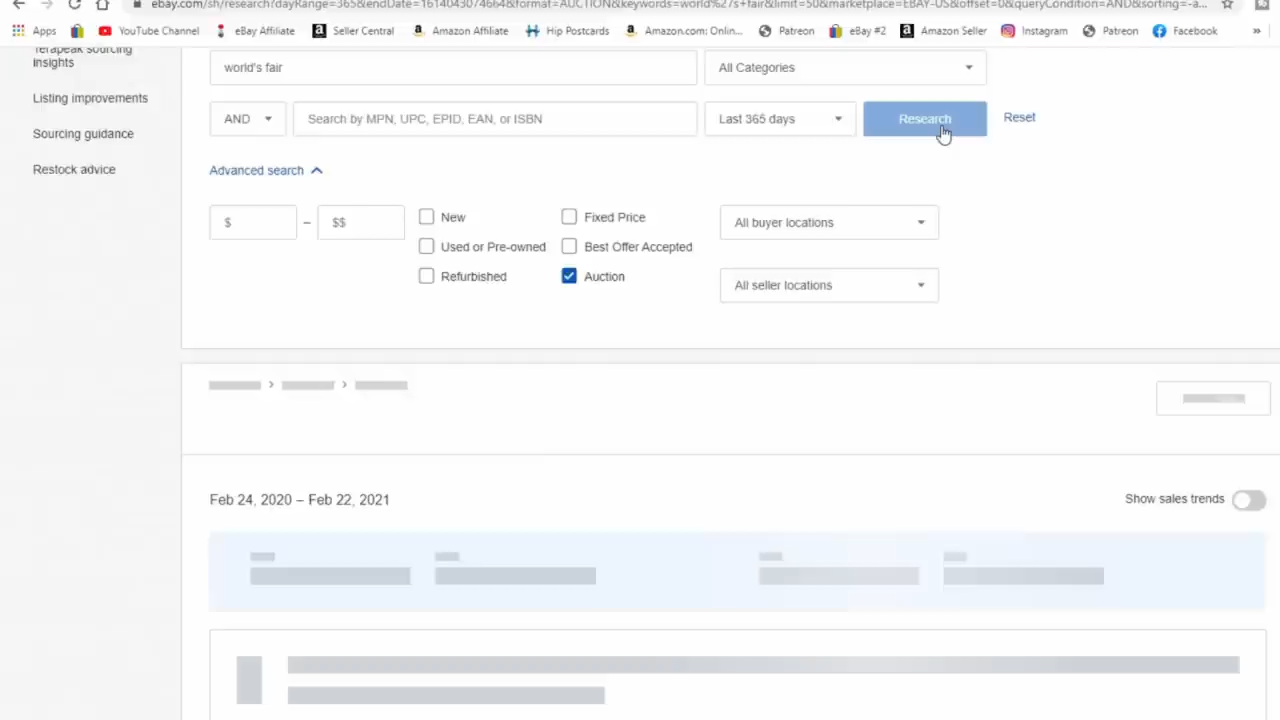 ebay.com/sh/research?dayRange=365&endDate=1614043074664&format=AUCTION&keywords=world%27s+fair&limit=50&marketplace=EBAY-US&offset=0&queryCondition=AND&sorting=-a...
Apps YouTube Channel eBay Affiliate Seller Central Amazon Affiliate Hip Postcards Amazon.com: Onlin... Patreon eBay #2 Amazon Seller Instagram Patreon Facebook »
Terapeak sourcing
insights
Listing improvements
Sourcing guidance
Restock advice
world's fair All Categories
AND Search by MPN, UPC, EPID, EAN, or ISBN Last 365 days Research Reset
Advanced search
$ – $$ New Fixed Price All buyer locations
Used or Pre-owned Best Offer Accepted
Refurbished Auction All seller locations
Feb 24, 2020 – Feb 22, 2021 Show sales trends